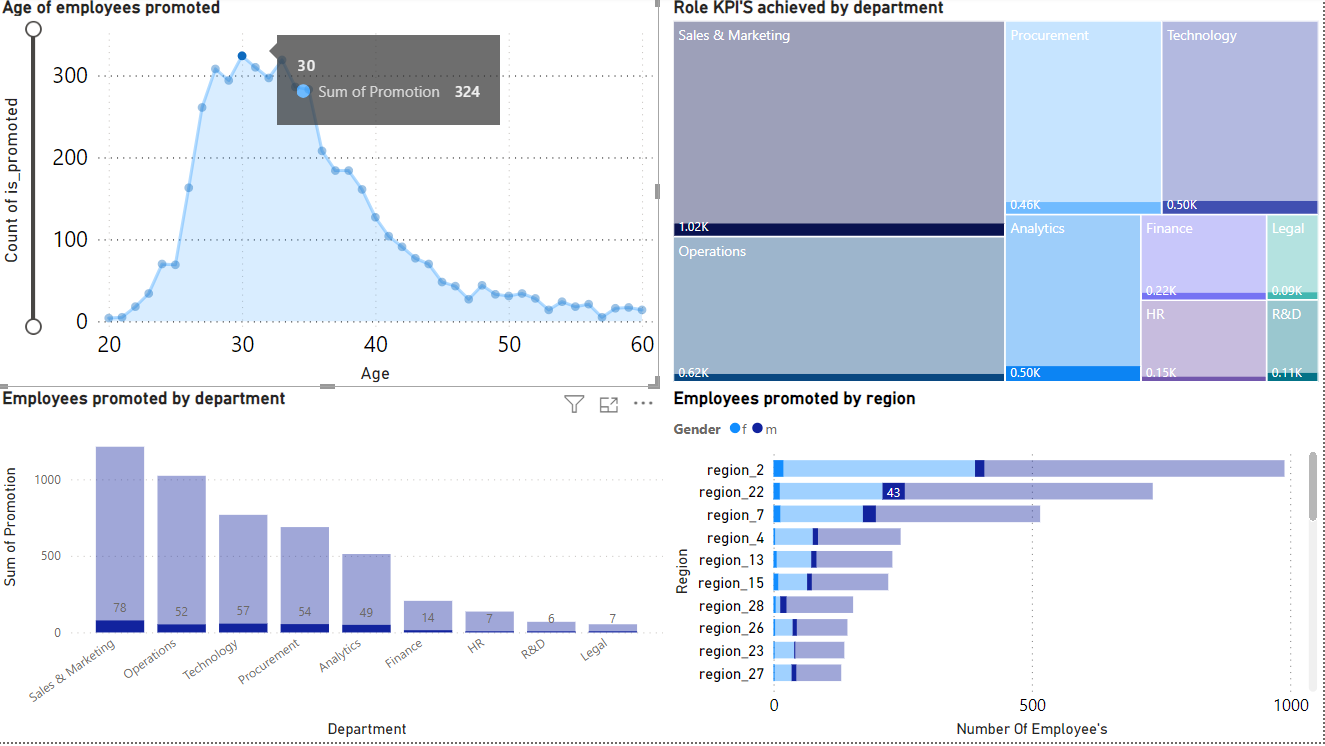 Age of employees promoted
Count of is_promoted
300
200
100
0
30
Sum of Promotion 324
20 30 40 50 60
Age
Role KPI'S achieved by department
Sales & Marketing
1.02K
Operations
0.62K
Procurement
0.46K
Technology
0.50K
Analytics
0.50K
Finance
0.22K
Legal
0.09K
HR
0.15K
R&D
0.11K
Employees promoted by department
Sum of Promotion
1000
500
0
78 52 57 54 49 14 7 6 7
Sales & Marketing
Operations
Technology
Procurement
Analytics
Finance
HR
R&D
Legal
Department
Employees promoted by region
Gender f m
Region
region_2
region_22 43
region_7
region_4
region_13
region_15
region_28
region_26
region_23
region_27
0 500 1000
Number Of Employee's